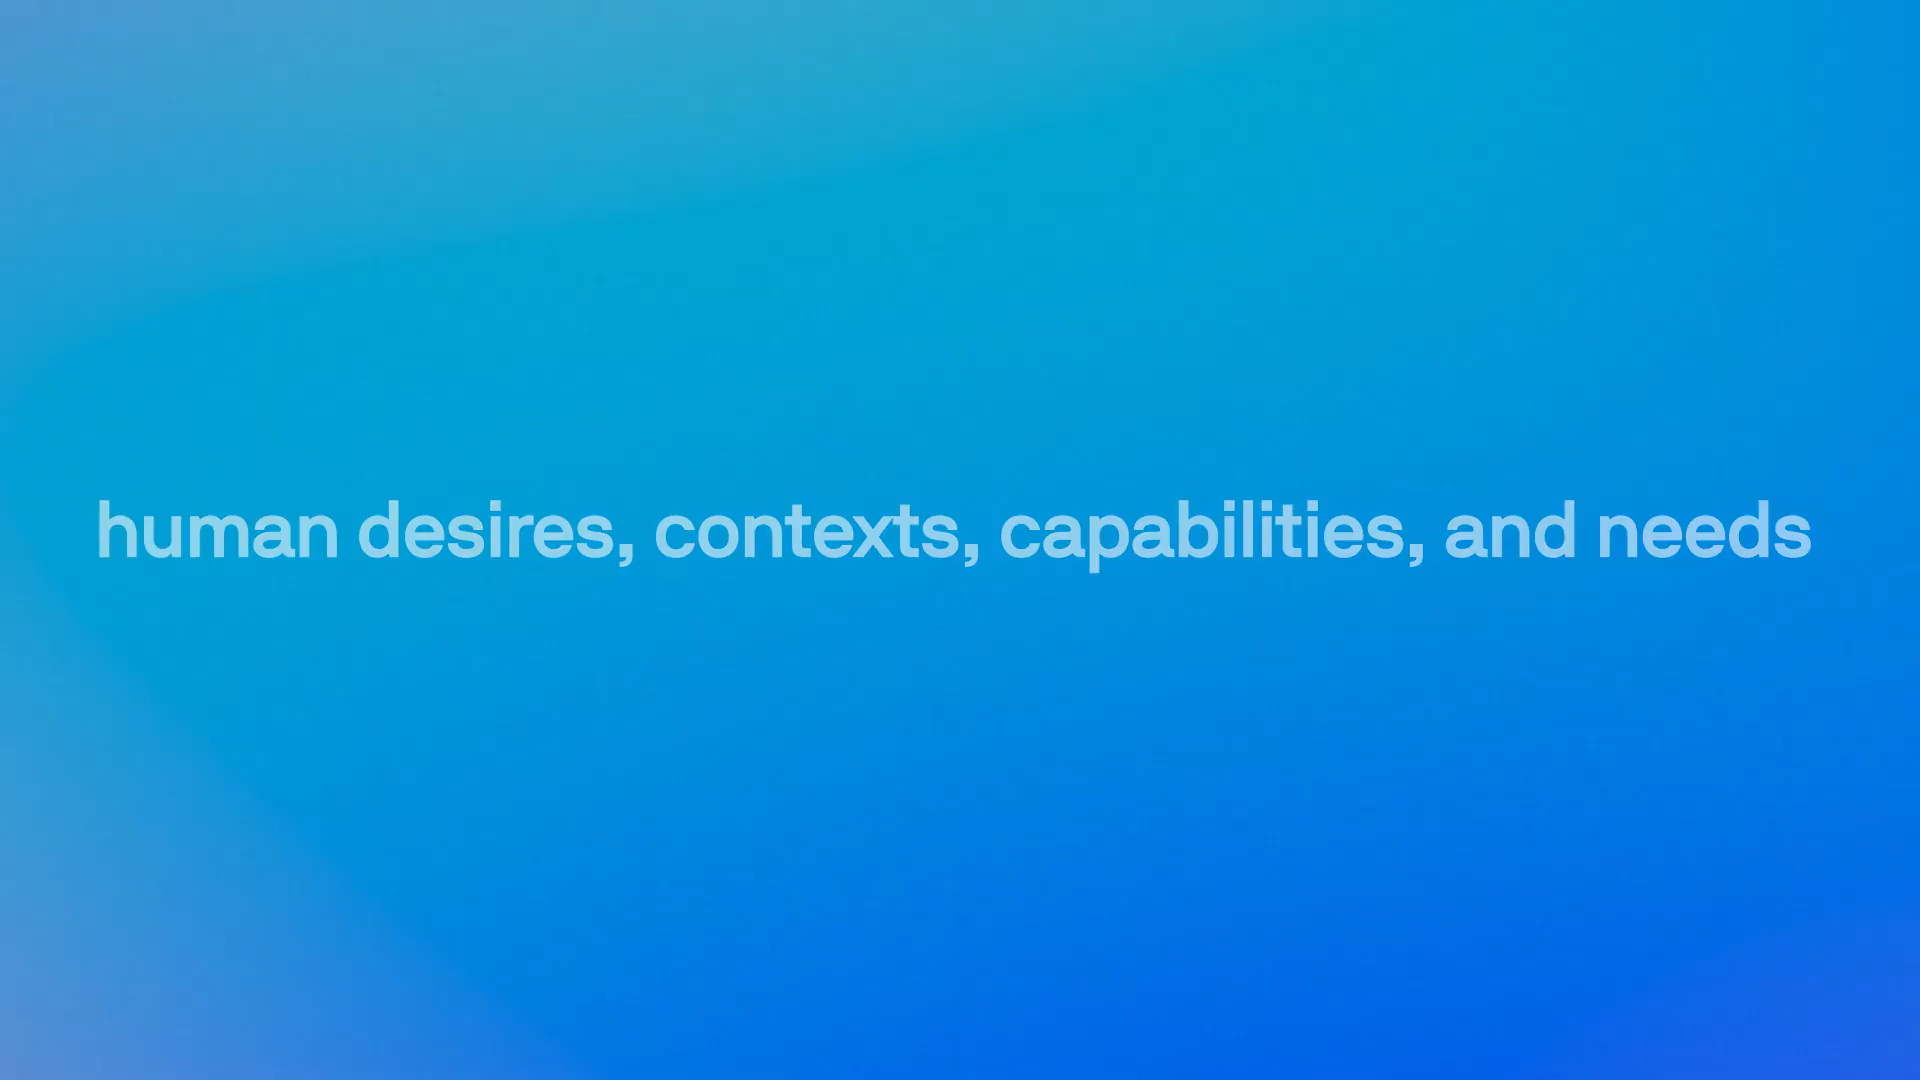 human desires, contexts, capabilities, and needs